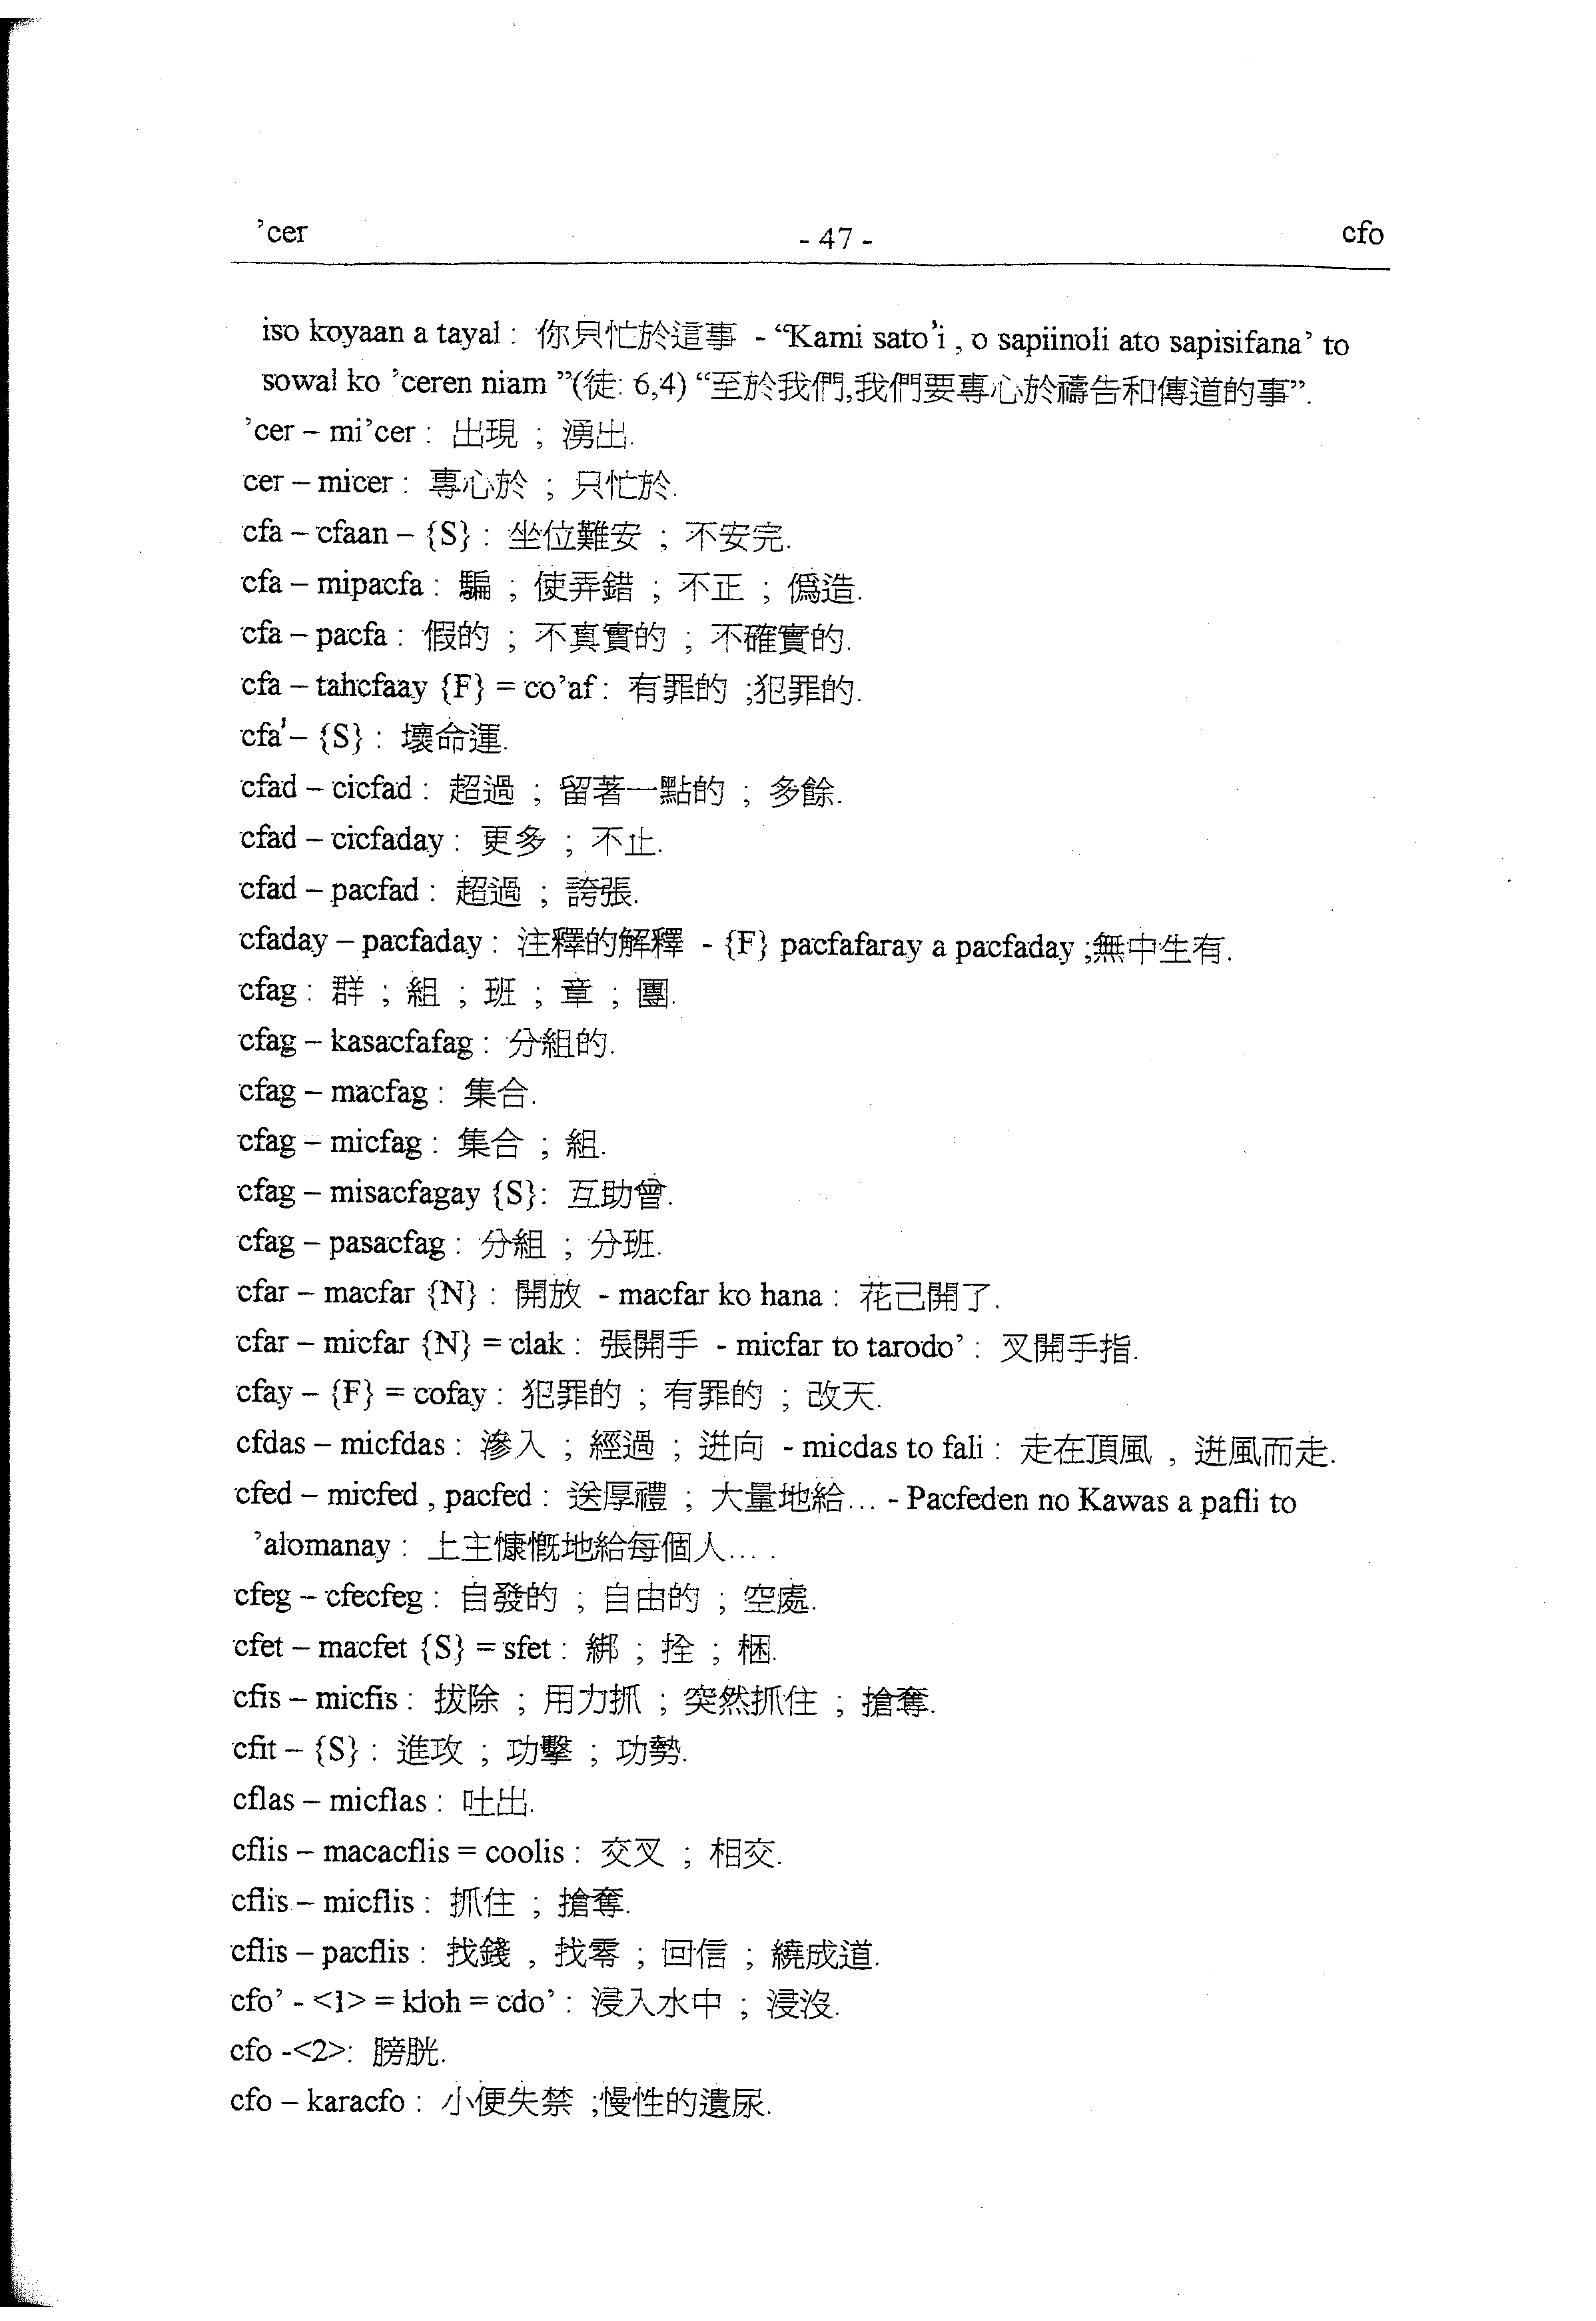 ’cer - 47 - cfo
iso koyaan a tayal : 你只忙於這事 - “Kami sato’i , o sapiinoli ato sapisifana’ to
sowal ko ’ceren niam ”(徒: 6,4) “至於我們,我們要專心於禱告和傳道的事”.
’cer – mi’cer : 出現 ; 湧出.
cer – micer : 專心於 ; 只忙於.
cfa – cfaan – {S} : 坐位難安 ; 不安完.
cfa – mipacfa : 騙 ; 使弄錯 ; 不正 ; 僞造.
cfa – pacfa : 假的 ; 不真實的 ; 不確實的.
cfa – tahcfaay {F} = co’af : 有罪的 ;犯罪的.
cfa’– {S} : 壞命運.
cfad – cicfad : 超過 ; 留著一點的 ; 多餘.
cfad – cicfaday : 更多 ; 不止.
cfad – pacfad : 超過 ; 誇張.
cfaday – pacfaday : 注釋的解釋 - {F} pacfafaray a pacfaday ;無中生有.
cfag : 群 ; 組 ; 班 ; 章 ; 團.
cfag – kasacfafag : 分組的.
cfag – macfag : 集合.
cfag – micfag : 集合 ; 組.
cfag – misacfagay {S}: 互助會.
cfag – pasacfag : 分組 ; 分班.
cfar – macfar {N} : 開放 - macfar ko hana : 花己開了.
cfar – micfar {N} = clak : 張開手 - micfar to tarodo’ : 叉開手指.
cfay – {F} = cofay : 犯罪的 ; 有罪的 ; 改天.
cfdas – micfdas : 滲入 ; 經過 ; 迸向 - micdas to fali : 走在頂風 , 迸風而走.
cfed – micfed , pacfed : 送厚禮 ; 大量地給... - Pacfeden no Kawas a pafli to
’alomanay : 上主慷慨地給每個人... .
cfeg – cfecfeg : 自發的 ; 自由的 ; 空處.
cfet – macfet {S} = sfet : 綁 ; 拴 ; 梱.
cfis – micfis : 拔除 ; 用力抓 ; 突然抓住 ; 搶奪.
cfit – {S} : 進攻 ; 功擊 ; 功勢.
cflas – micflas : 吐出.
cflis – macacflis = coolis : 交叉 ; 相交.
cflis – micflis : 抓住 ; 搶奪.
cflis – pacflis : 找錢 , 找零 ; 回信 ; 繞成道.
cfo’ - <1> = kloh = cdo’ : 浸入水中 ; 浸沒.
cfo -<2>: 膀胱.
cfo – karacfo : 小便失禁 ;慢性的遺尿.